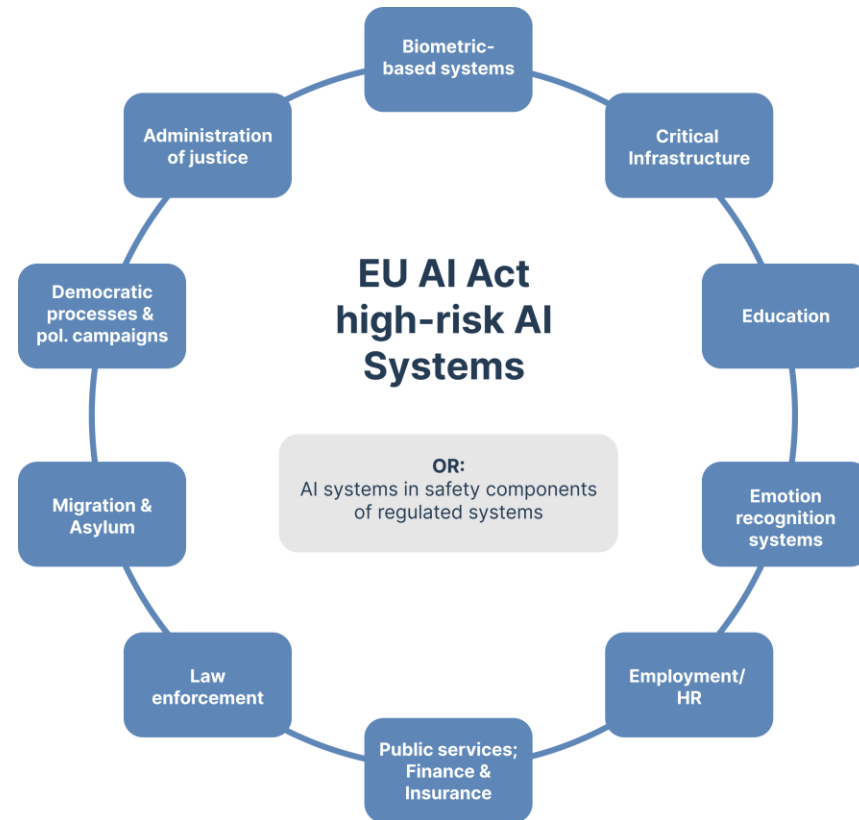 Biometric-
based systems
Critical
Infrastructure
Education
Emotion
recognition
systems
Employment/
HR
Public services;
Finance &
Insurance
Law
enforcement
Migration &
Asylum
Democratic
processes &
pol. campaigns
Administration
of justice
EU AI Act
high-risk AI
Systems
OR:
AI systems in safety components
of regulated systems